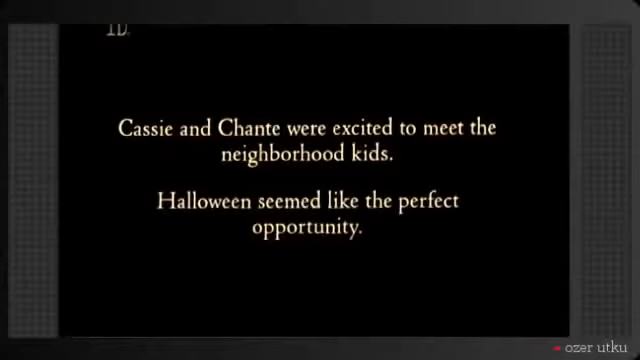 ID
Cassie and Chante were excited to meet the
neighborhood kids.
Halloween seemed like the perfect
opportunity.
ozer utku